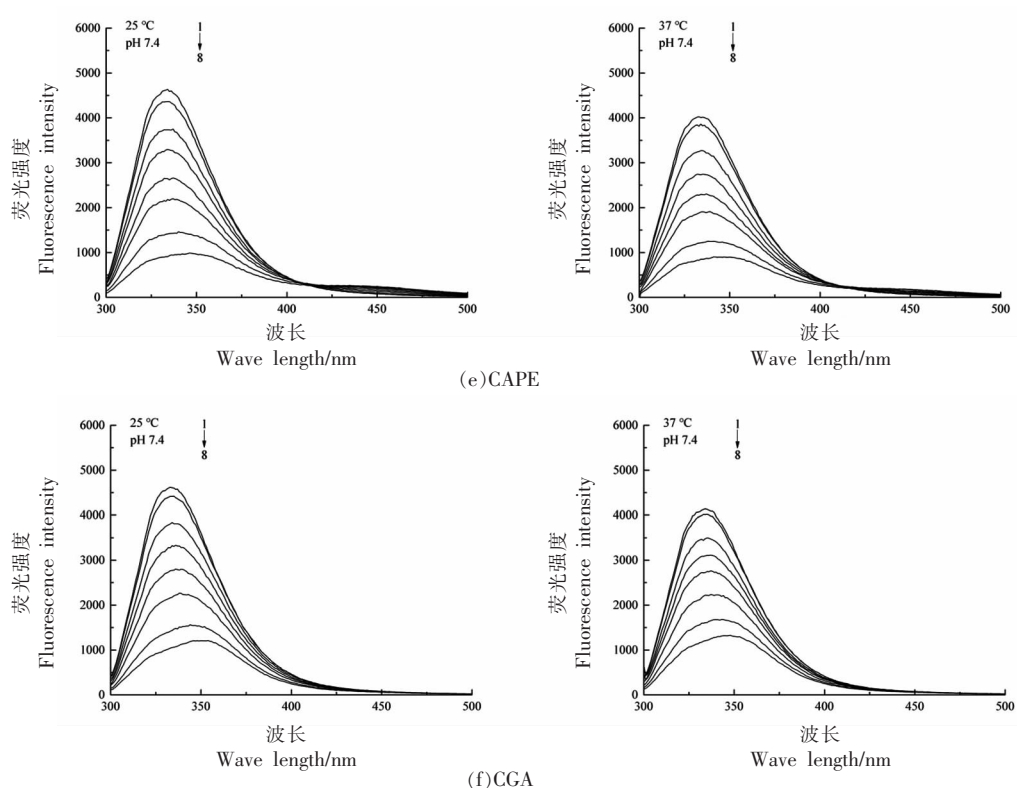 25 ℃
pH 7.4
1
8
6000
5000
4000
3000
2000
1000
0
300
350
400
450
500
荧光强度
Fluorescence intensity
波长
Wave length/nm
37 ℃
pH 7.4
1
8
6000
5000
4000
3000
2000
1000
0
300
350
400
450
500
荧光强度
Fluorescence intensity
波长
Wave length/nm
(e)CAPE
25 ℃
pH 7.4
1
8
6000
5000
4000
3000
2000
1000
0
300
350
400
450
500
荧光强度
Fluorescence intensity
波长
Wave length/nm
37 ℃
pH 7.4
1
8
6000
5000
4000
3000
2000
1000
0
300
350
400
450
500
荧光强度
Fluorescence intensity
波长
Wave length/nm
(f)CGA